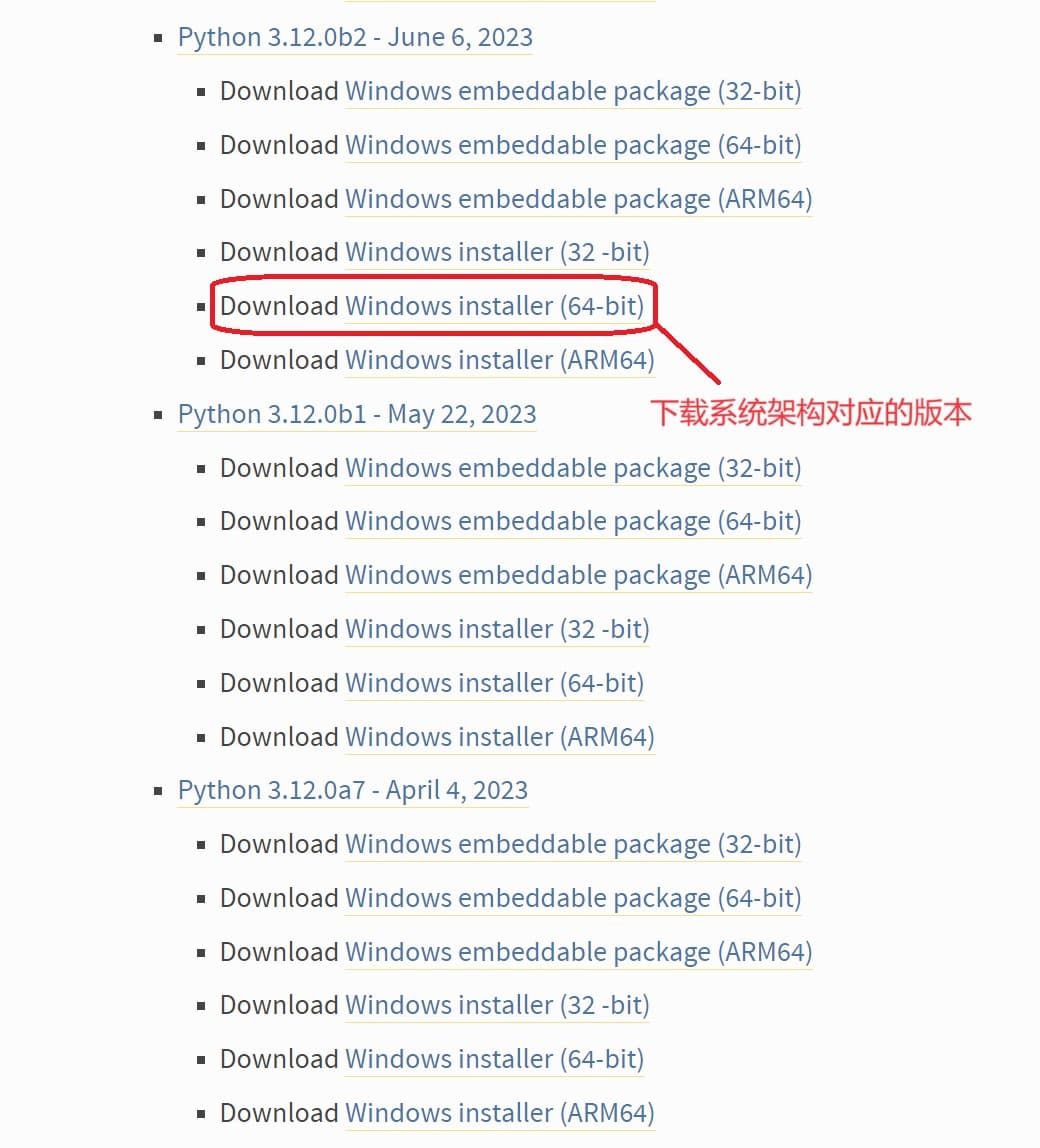 Python 3.12.0b2 - June 6, 2023
Download Windows embeddable package (32-bit)
Download Windows embeddable package (64-bit)
Download Windows embeddable package (ARM64)
Download Windows installer (32 -bit)
Download Windows installer (64-bit)
Download Windows installer (ARM64)
下载系统架构对应的版本
Python 3.12.0b1 - May 22, 2023
Download Windows embeddable package (32-bit)
Download Windows embeddable package (64-bit)
Download Windows embeddable package (ARM64)
Download Windows installer (32 -bit)
Download Windows installer (64-bit)
Download Windows installer (ARM64)
Python 3.12.0a7 - April 4, 2023
Download Windows embeddable package (32-bit)
Download Windows embeddable package (64-bit)
Download Windows embeddable package (ARM64)
Download Windows installer (32 -bit)
Download Windows installer (64-bit)
Download Windows installer (ARM64)